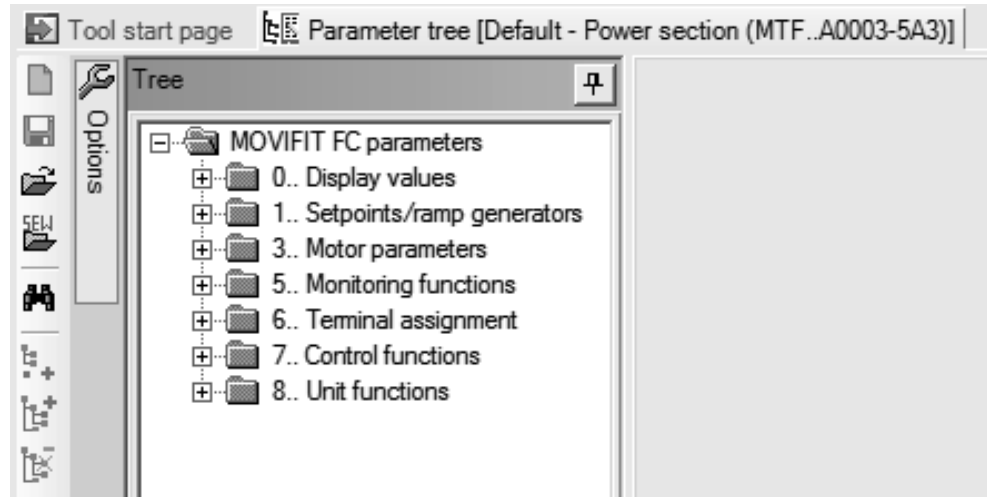 Tool start page
Parameter tree [Default - Power section (MTF..A0003-5A3)]
Options
Tree
MOVIFIT FC parameters
0.. Display values
1.. Setpoints/ramp generators
3.. Motor parameters
5.. Monitoring functions
6.. Terminal assignment
7.. Control functions
8.. Unit functions
SEW